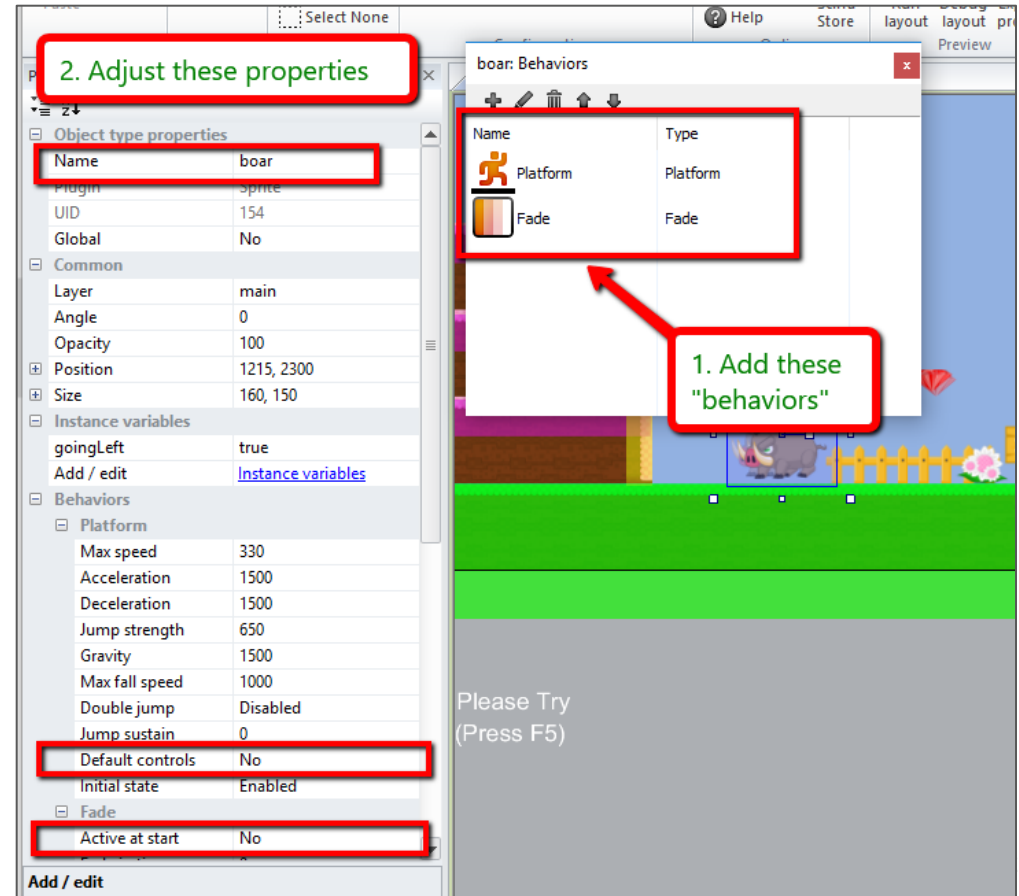 Select None
Help
Store
layout layout
Preview
2. Adjust these properties
boar: Behaviors
x
Object type properties
Name boar
Plugin Sprite
UID 154
Global No
Common
Layer main
Angle 0
Opacity 100
Position 1215, 2300
Size 160, 150
Instance variables
goingLeft true
Add / edit Instance variables
Behaviors
Platform
Max speed 330
Acceleration 1500
Deceleration 1500
Jump strength 650
Gravity 1500
Max fall speed 1000
Double jump Disabled
Jump sustain 0
Default controls No
Initial state Enabled
Fade
Active at start No
Add / edit
Name Type
Platform Platform
Fade Fade
1. Add these
"behaviors"
Please Try
(Press F5)